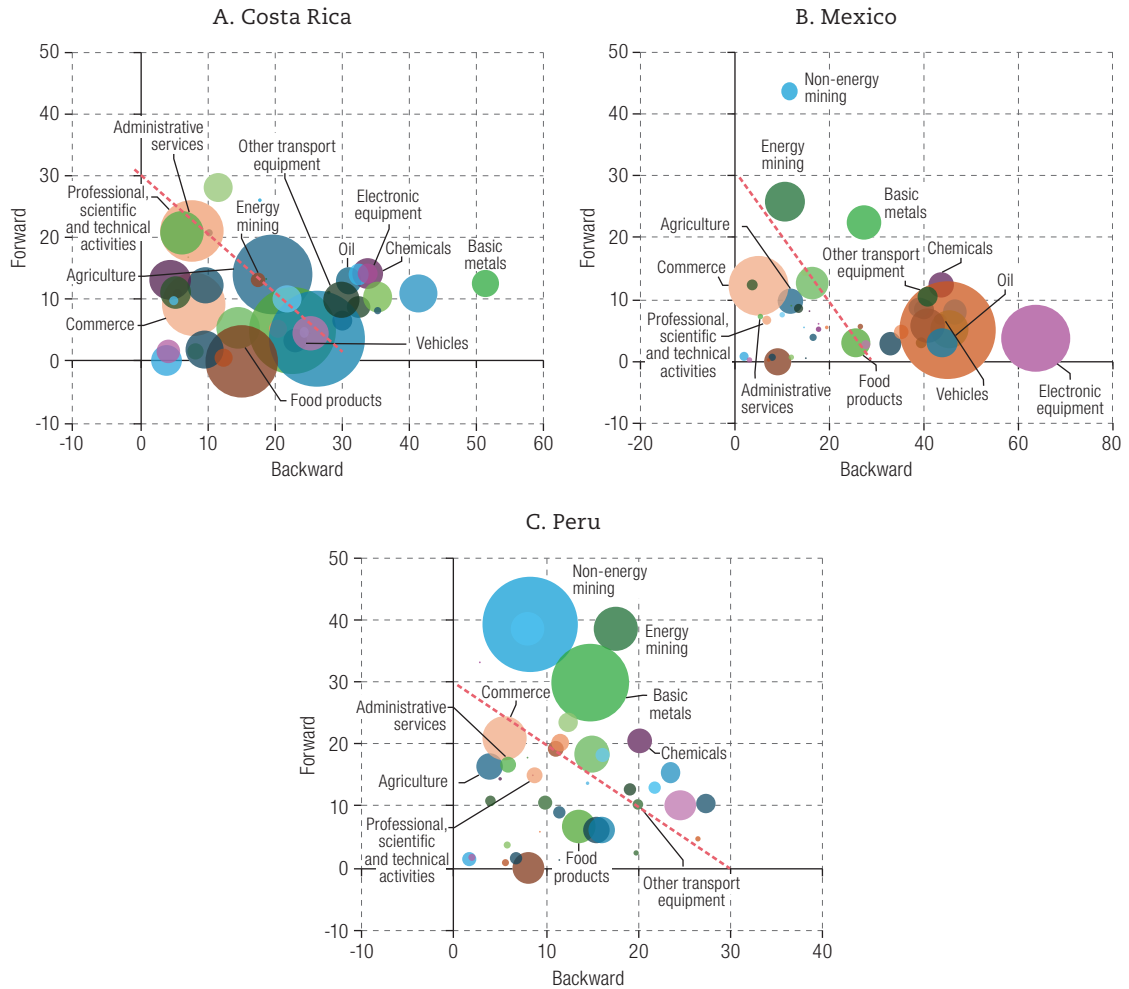 A. Costa Rica
50
40
30
20
10
0
-10
-10
0
10
20
30
40
50
60
Forward
Backward
Administrative
services
Other transport
equipment
Professional,
scientific
and technical
activities
Energy
mining
Electronic
equipment
Oil
Chemicals
Basic
metals
Agriculture
Commerce
Vehicles
Food products
B. Mexico
50
40
30
20
10
0
-10
-20
0
20
40
60
80
Forward
Backward
Non-energy
mining
Energy
mining
Basic
metals
Agriculture
Other transport
equipment
Chemicals
Commerce
Oil
Professional,
scientific
and technical
activities
Administrative
services
Food
products
Vehicles
Electronic
equipment
C. Peru
50
40
30
20
10
0
-10
-10
0
10
20
30
40
Forward
Backward
Non-energy
mining
Energy
mining
Commerce
Basic
metals
Administrative
services
Chemicals
Agriculture
Professional,
scientific
and technical
activities
Food
products
Other transport
equipment